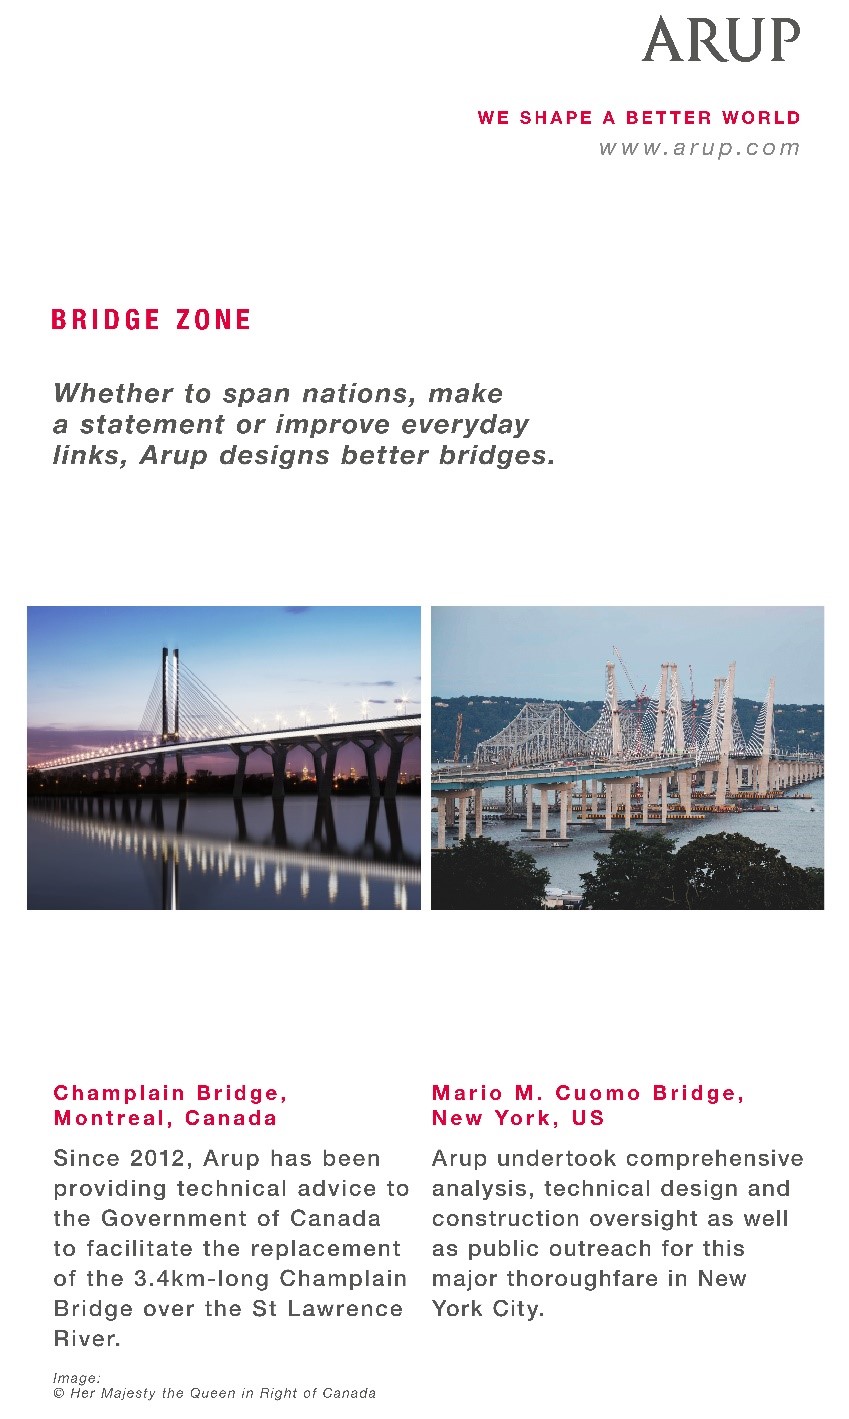 ARUP
WE SHAPE A BETTER WORLD
www.arup.com
BRIDGE ZONE
Whether to span nations, make
a statement or improve everyday
links, Arup designs better bridges.
Champlain Bridge,
Montreal, Canada
Since 2012, Arup has been
providing technical advice to
the Government of Canada
to facilitate the replacement
of the 3.4km-long Champlain
Bridge over the St Lawrence
River.
Image:
© Her Majesty the Queen in Right of Canada
Mario M. Cuomo Bridge,
New York, US
Arup undertook comprehensive
analysis, technical design and
construction oversight as well
as public outreach for this
major thoroughfare in New
York City.